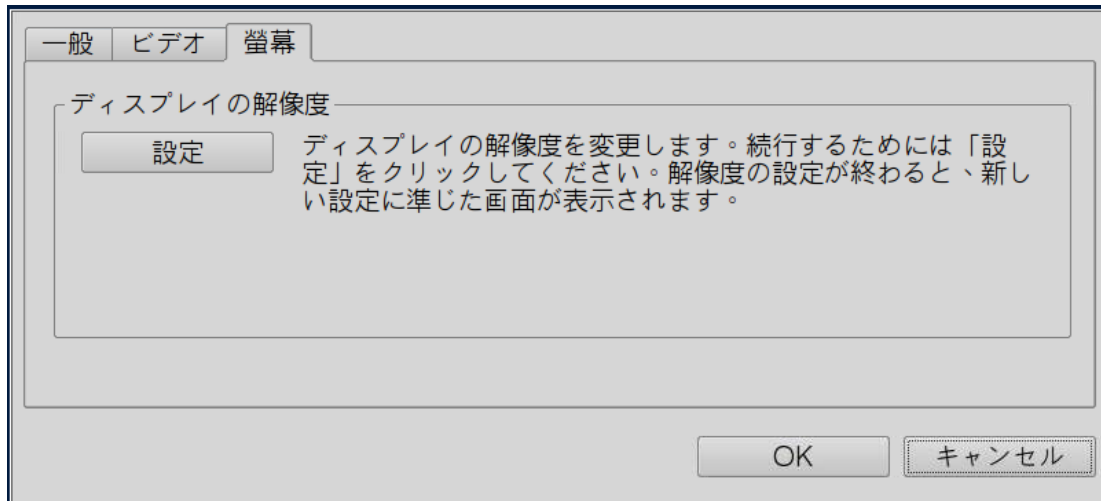 一般 ビデオ 螢幕
ディスプレイの解像度
設定
ディスプレイの解像度を変更します。続行するためには「設
定」をクリックしてください。解像度の設定が終わると、新し
い設定に準じた画面が表示されます。
OK キャンセル